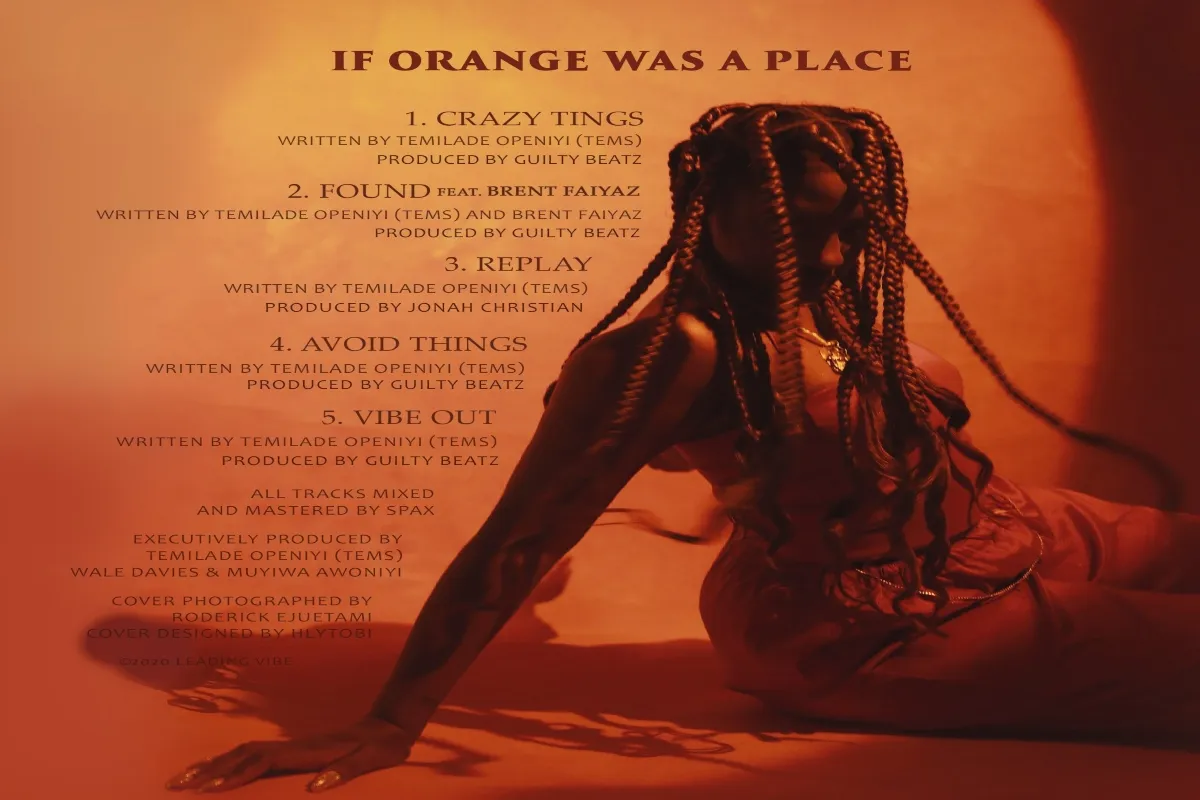 IF ORANGE WAS A PLACE
1. CRAZY TINGS
WRITTEN BY TEMILADE OPENIYI (TEMS)
PRODUCED BY GUILTY BEATZ
2. FOUND FEAT. BRENT FAIYAZ
WRITTEN BY TEMILADE OPENIYI (TEMS) AND BRENT FAIYAZ
PRODUCED BY GUILTY BEATZ
3. REPLAY
WRITTEN BY TEMILADE OPENIYI (TEMS)
PRODUCED BY JONAH CHRISTIAN
4. AVOID THINGS
WRITTEN BY TEMILADE OPENIYI (TEMS)
PRODUCED BY GUILTY BEATZ
5. VIBE OUT
WRITTEN BY TEMILADE OPENIYI (TEMS)
PRODUCED BY GUILTY BEATZ
ALL TRACKS MIXED
AND MASTERED BY SPAX
EXECUTIVELY PRODUCED BY
TEMILADE OPENIYI (TEMS)
WALE DAVIES & MUYIWA AWONIYI
COVER PHOTOGRAPHED BY
RODERICK EJUETAMI
COVER DESIGNED BY HLYTOBI
©2020 LEADING VIBE